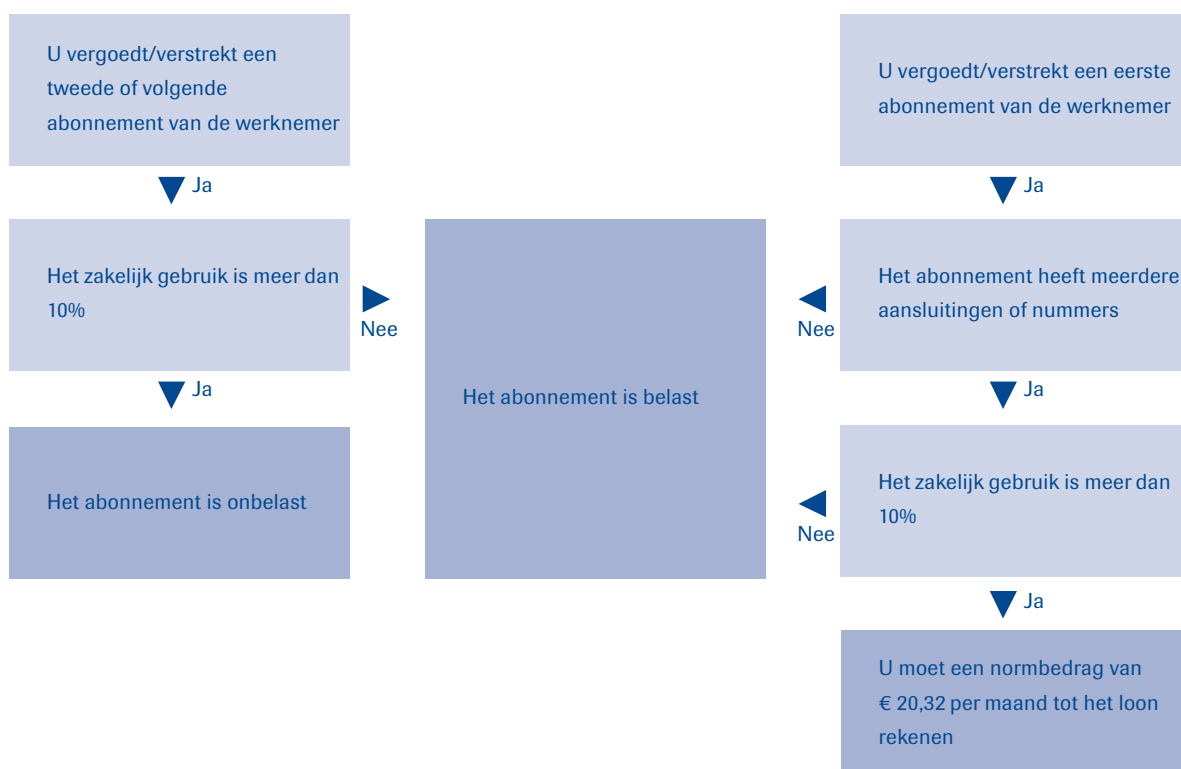 U vergoedt/verstrekt een
tweede of volgende
abonnement van de werknemer
Ja
Het zakelijk gebruik is meer dan
10%
Nee
Ja
Het abonnement is onbelast
Het abonnement is belast
U vergoedt/verstrekt een eerste
abonnement van de werknemer
Ja
Het abonnement heeft meerdere
aansluitingen of nummers
Nee
Ja
Het zakelijk gebruik is meer dan
10%
Nee
Ja
U moet een normbedrag van
€ 20,32 per maand tot het loon
rekenen